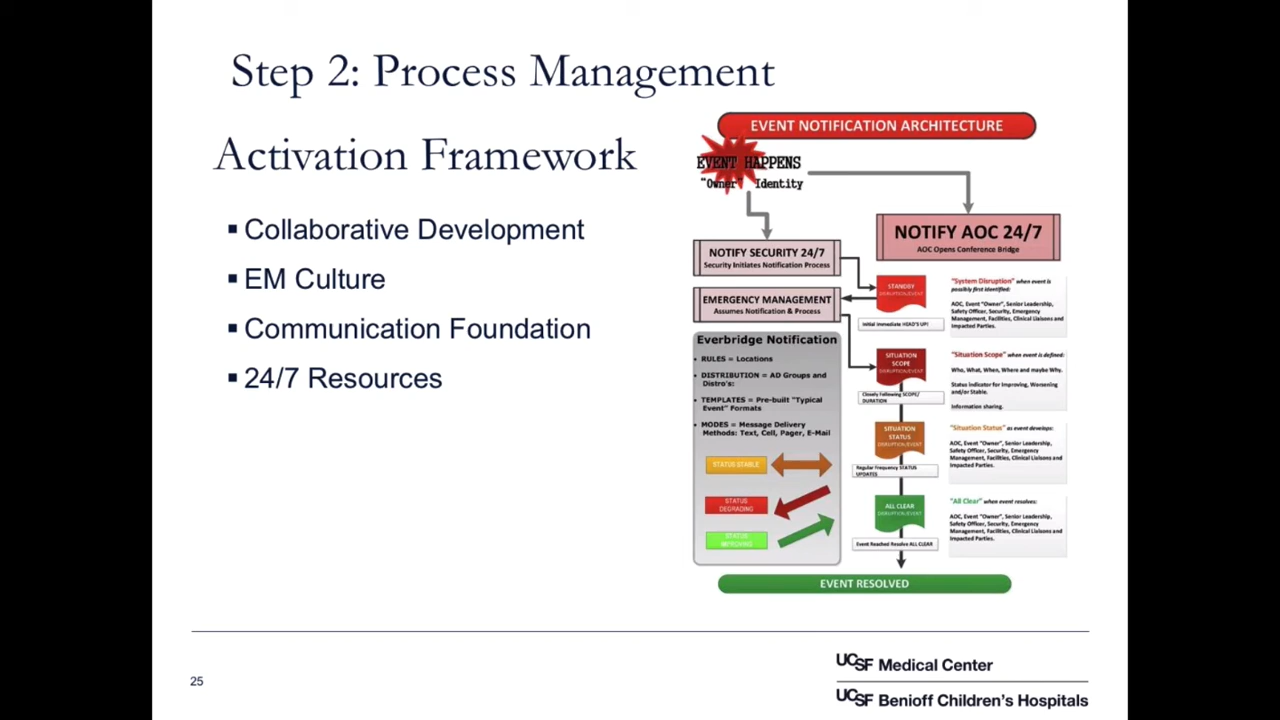 Step 2: Process Management
Activation Framework
▪ Collaborative Development
▪ EM Culture
▪ Communication Foundation
▪ 24/7 Resources
EVENT NOTIFICATION ARCHITECTURE
EVENT HAPPENS
"Owner" Identity
NOTIFY AOC 24/7
AOC Opens Conference Bridge
NOTIFY SECURITY 24/7
Security Initiates Notification Process
EMERGENCY MANAGEMENT
Assumes Notification & Process
Everbridge Notification
• RULES = Locations
• DISTRIBUTION = AD Groups and
Distro's:
• TEMPLATES = Pre-built "Typical
Event" Formats
• MODES = Message Delivery
Methods: Text, Cell, Pager, E-Mail
STATUS STABLE
STATUS
DEGRADING
STATUS
IMPROVING
STANDBY
DISRUPTION/EVENT
Initial Immediate HEAD'S UP!
SITUATION
SCOPE
DISRUPTION/EVENT
Closely Following SCOPE/
DURATION
SITUATION
STATUS
DISRUPTION/EVENT
Regular Frequency STATUS
UPDATES
ALL CLEAR
DISRUPTION/EVENT
Event Reached Resolve ALL CLEAR
"System Disruption" when event is
possibly first identified:
AOC, Event "Owner", Senior Leadership,
Safety Officer, Security, Emergency
Management, Facilities, Clinical Liaisons and
Impacted Parties.
"Situation Scope" when event is defined:
Who, What, When, Where and maybe Why.
Status indicator for Improving, Worsening
and/or Stable.
Information sharing.
"Situation Status" as event develops:
AOC, Event "Owner", Senior Leadership,
Safety Officer, Security, Emergency
Management, Facilities, Clinical Liaisons and
Impacted Parties.
"All Clear" when event resolves:
AOC, Event "Owner", Senior Leadership,
Safety Officer, Security, Emergency
Management, Facilities, Clinical Liaisons and
Impacted Parties.
EVENT RESOLVED
25
UCSF Medical Center
UCSF Benioff Children's Hospitals